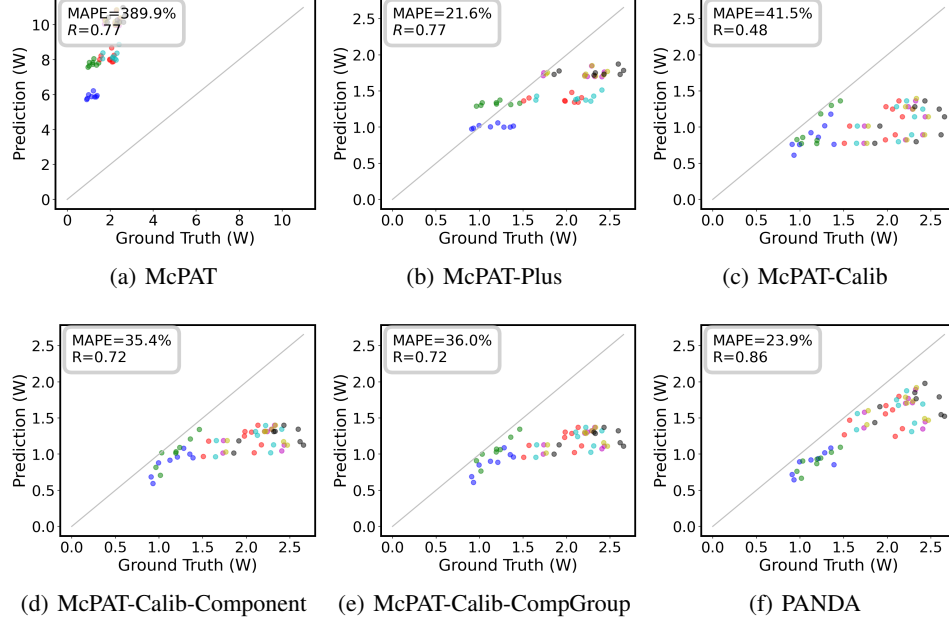 MAPE=389.9%
R=0.77
Prediction (W)
10
8
6
4
2
0
0 2 4 6 8 10
Ground Truth (W)
(a) McPAT
MAPE=21.6%
R=0.77
Prediction (W)
2.5
2.0
1.5
1.0
0.5
0.0
0.0 0.5 1.0 1.5 2.0 2.5
Ground Truth (W)
(b) McPAT-Plus
MAPE=41.5%
R=0.48
Prediction (W)
2.5
2.0
1.5
1.0
0.5
0.0
0.0 0.5 1.0 1.5 2.0 2.5
Ground Truth (W)
(c) McPAT-Calib
MAPE=35.4%
R=0.72
Prediction (W)
2.5
2.0
1.5
1.0
0.5
0.0
0.0 0.5 1.0 1.5 2.0 2.5
Ground Truth (W)
(d) McPAT-Calib-Component
MAPE=36.0%
R=0.72
Prediction (W)
2.5
2.0
1.5
1.0
0.5
0.0
0.0 0.5 1.0 1.5 2.0 2.5
Ground Truth (W)
(e) McPAT-Calib-CompGroup
MAPE=23.9%
R=0.86
Prediction (W)
2.5
2.0
1.5
1.0
0.5
0.0
0.0 0.5 1.0 1.5 2.0 2.5
Ground Truth (W)
(f) PANDA